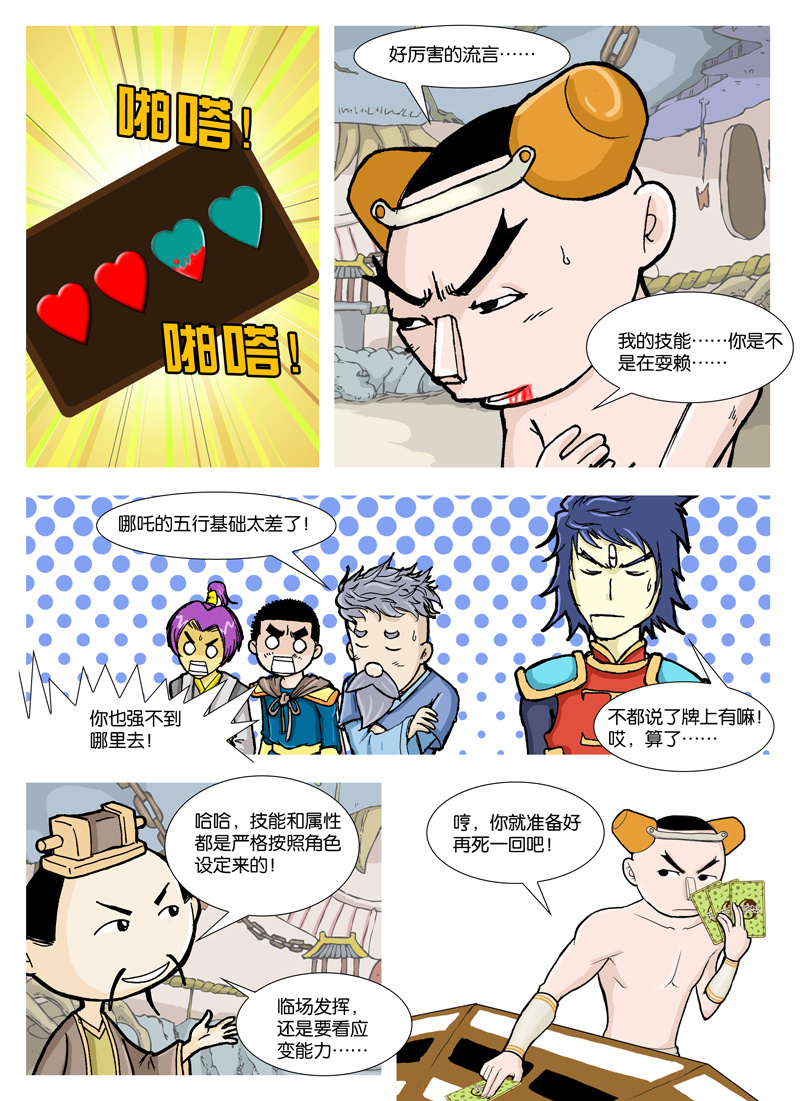 啪嗒！
啪嗒！
好厉害的流言……
我的技能……你是不
是在耍赖……
哪吒的五行基础太差了！
你也强不到
哪里去！
不都说了牌上有嘛！
哎，算了……
哈哈，技能和属性
都是严格按照角色
设定来的！
临场发挥，
还是要看应
变能力……
哼，你就准备好
再死一回吧！